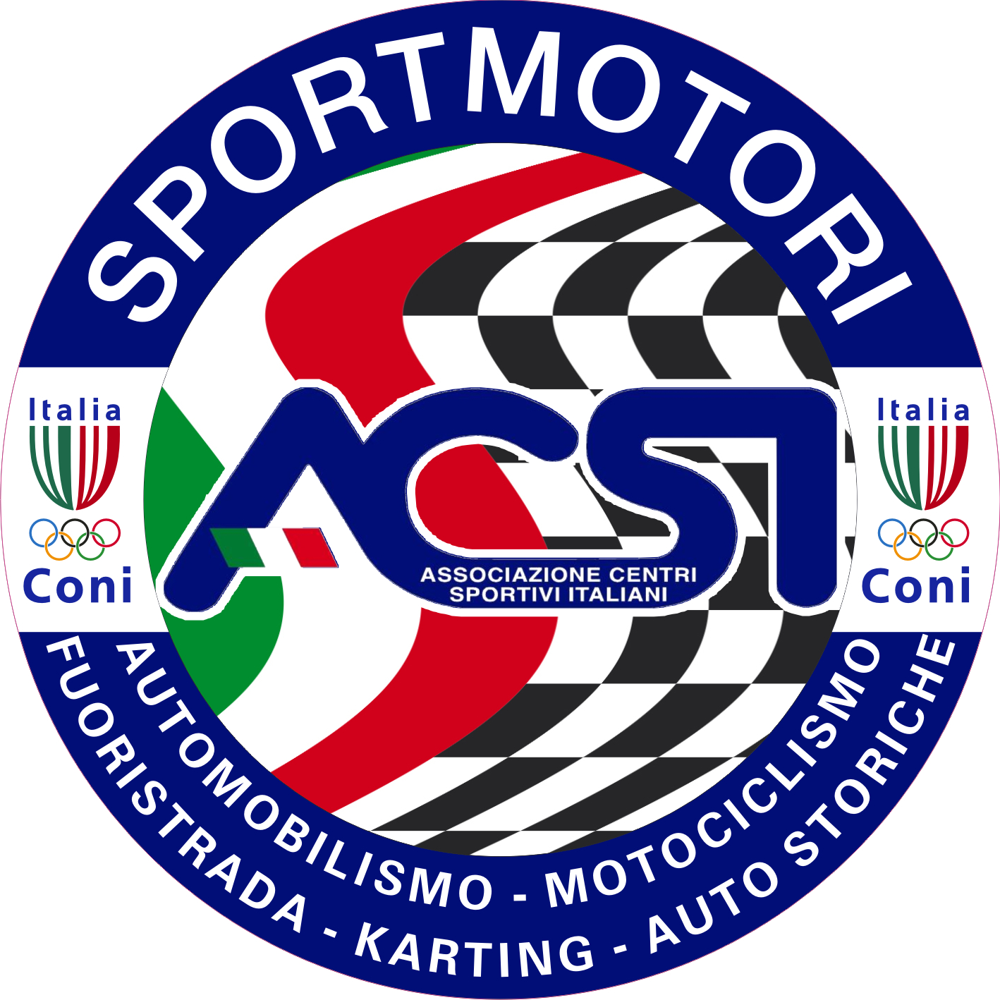 SPORTMOTORI
Italia
Coni
Italia
Coni
ACSI
ASSOCIAZIONE CENTRI
SPORTIVI ITALIANI
AUTOMOBILISMO - MOTOCICLISMO
FUORISTRADA - KARTING - AUTO STORICHE